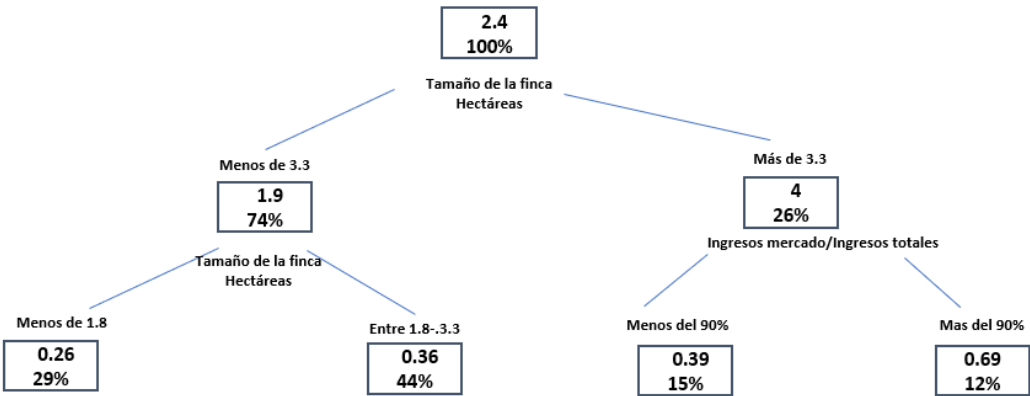 2.4
100%
Tamaño de la finca
Hectáreas
Menos de 3.3
1.9
74%
Más de 3.3
4
26%
Tamaño de la finca
Hectáreas
Ingresos mercado/Ingresos totales
Menos de 1.8
0.26
29%
Entre 1.8-.3.3
0.36
44%
Menos del 90%
0.39
15%
Mas del 90%
0.69
12%